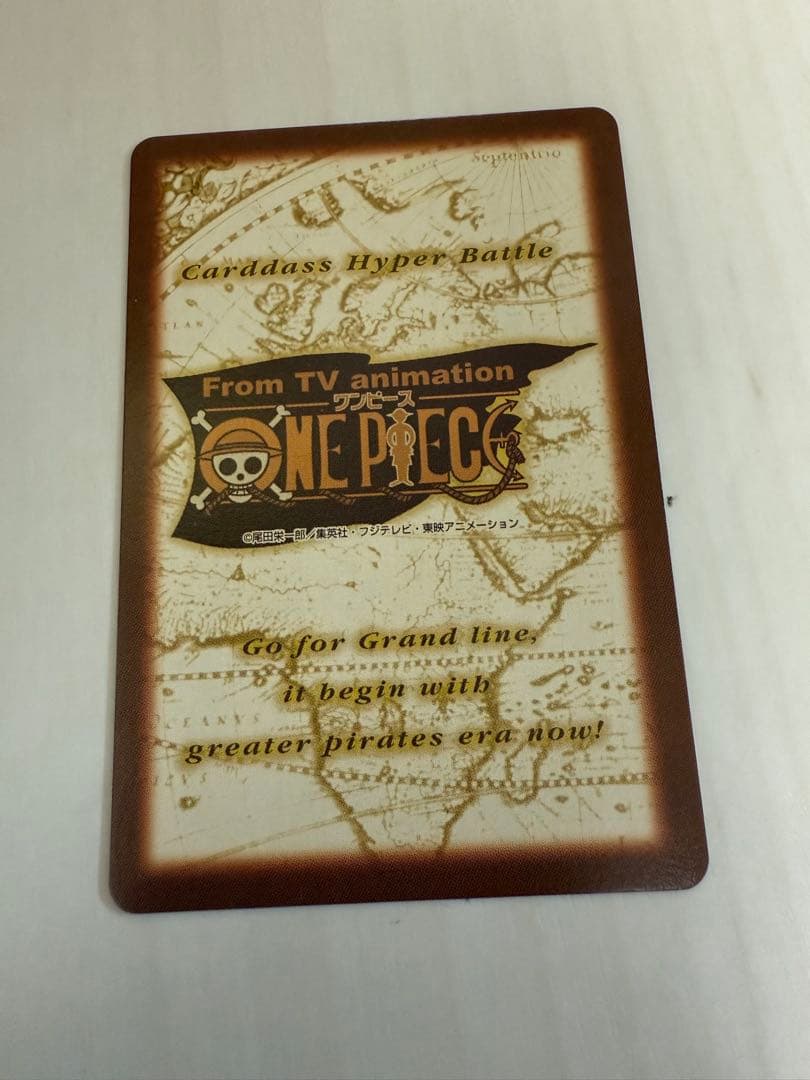 Septentrio
Carddass Hyper Battle
From TV animation
ワンピース
ONE PIECE
©尾田栄一郎／集英社・フジテレビ・東映アニメーション
Go for Grand line,
it begin with
OCEANVS
greater pirates era now!